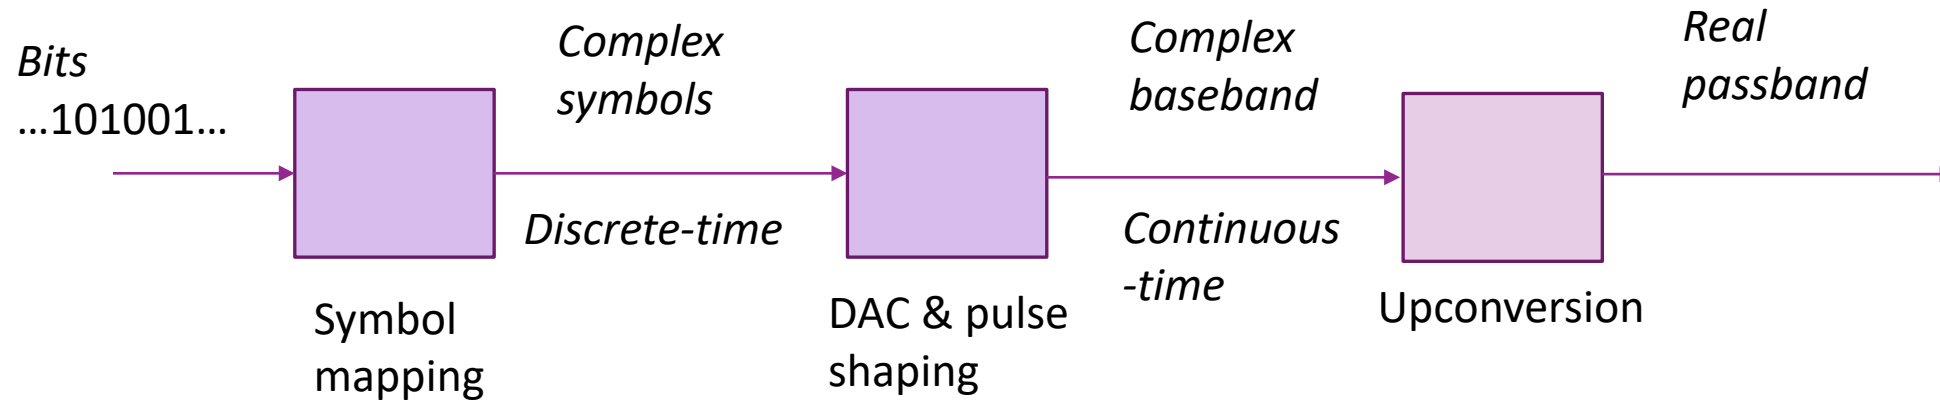 Bits
...101001...
Complex
symbols
Discrete-time
Complex
baseband
Continuous
-time
Real
passband
Symbol
mapping
DAC & pulse
shaping
Upconversion